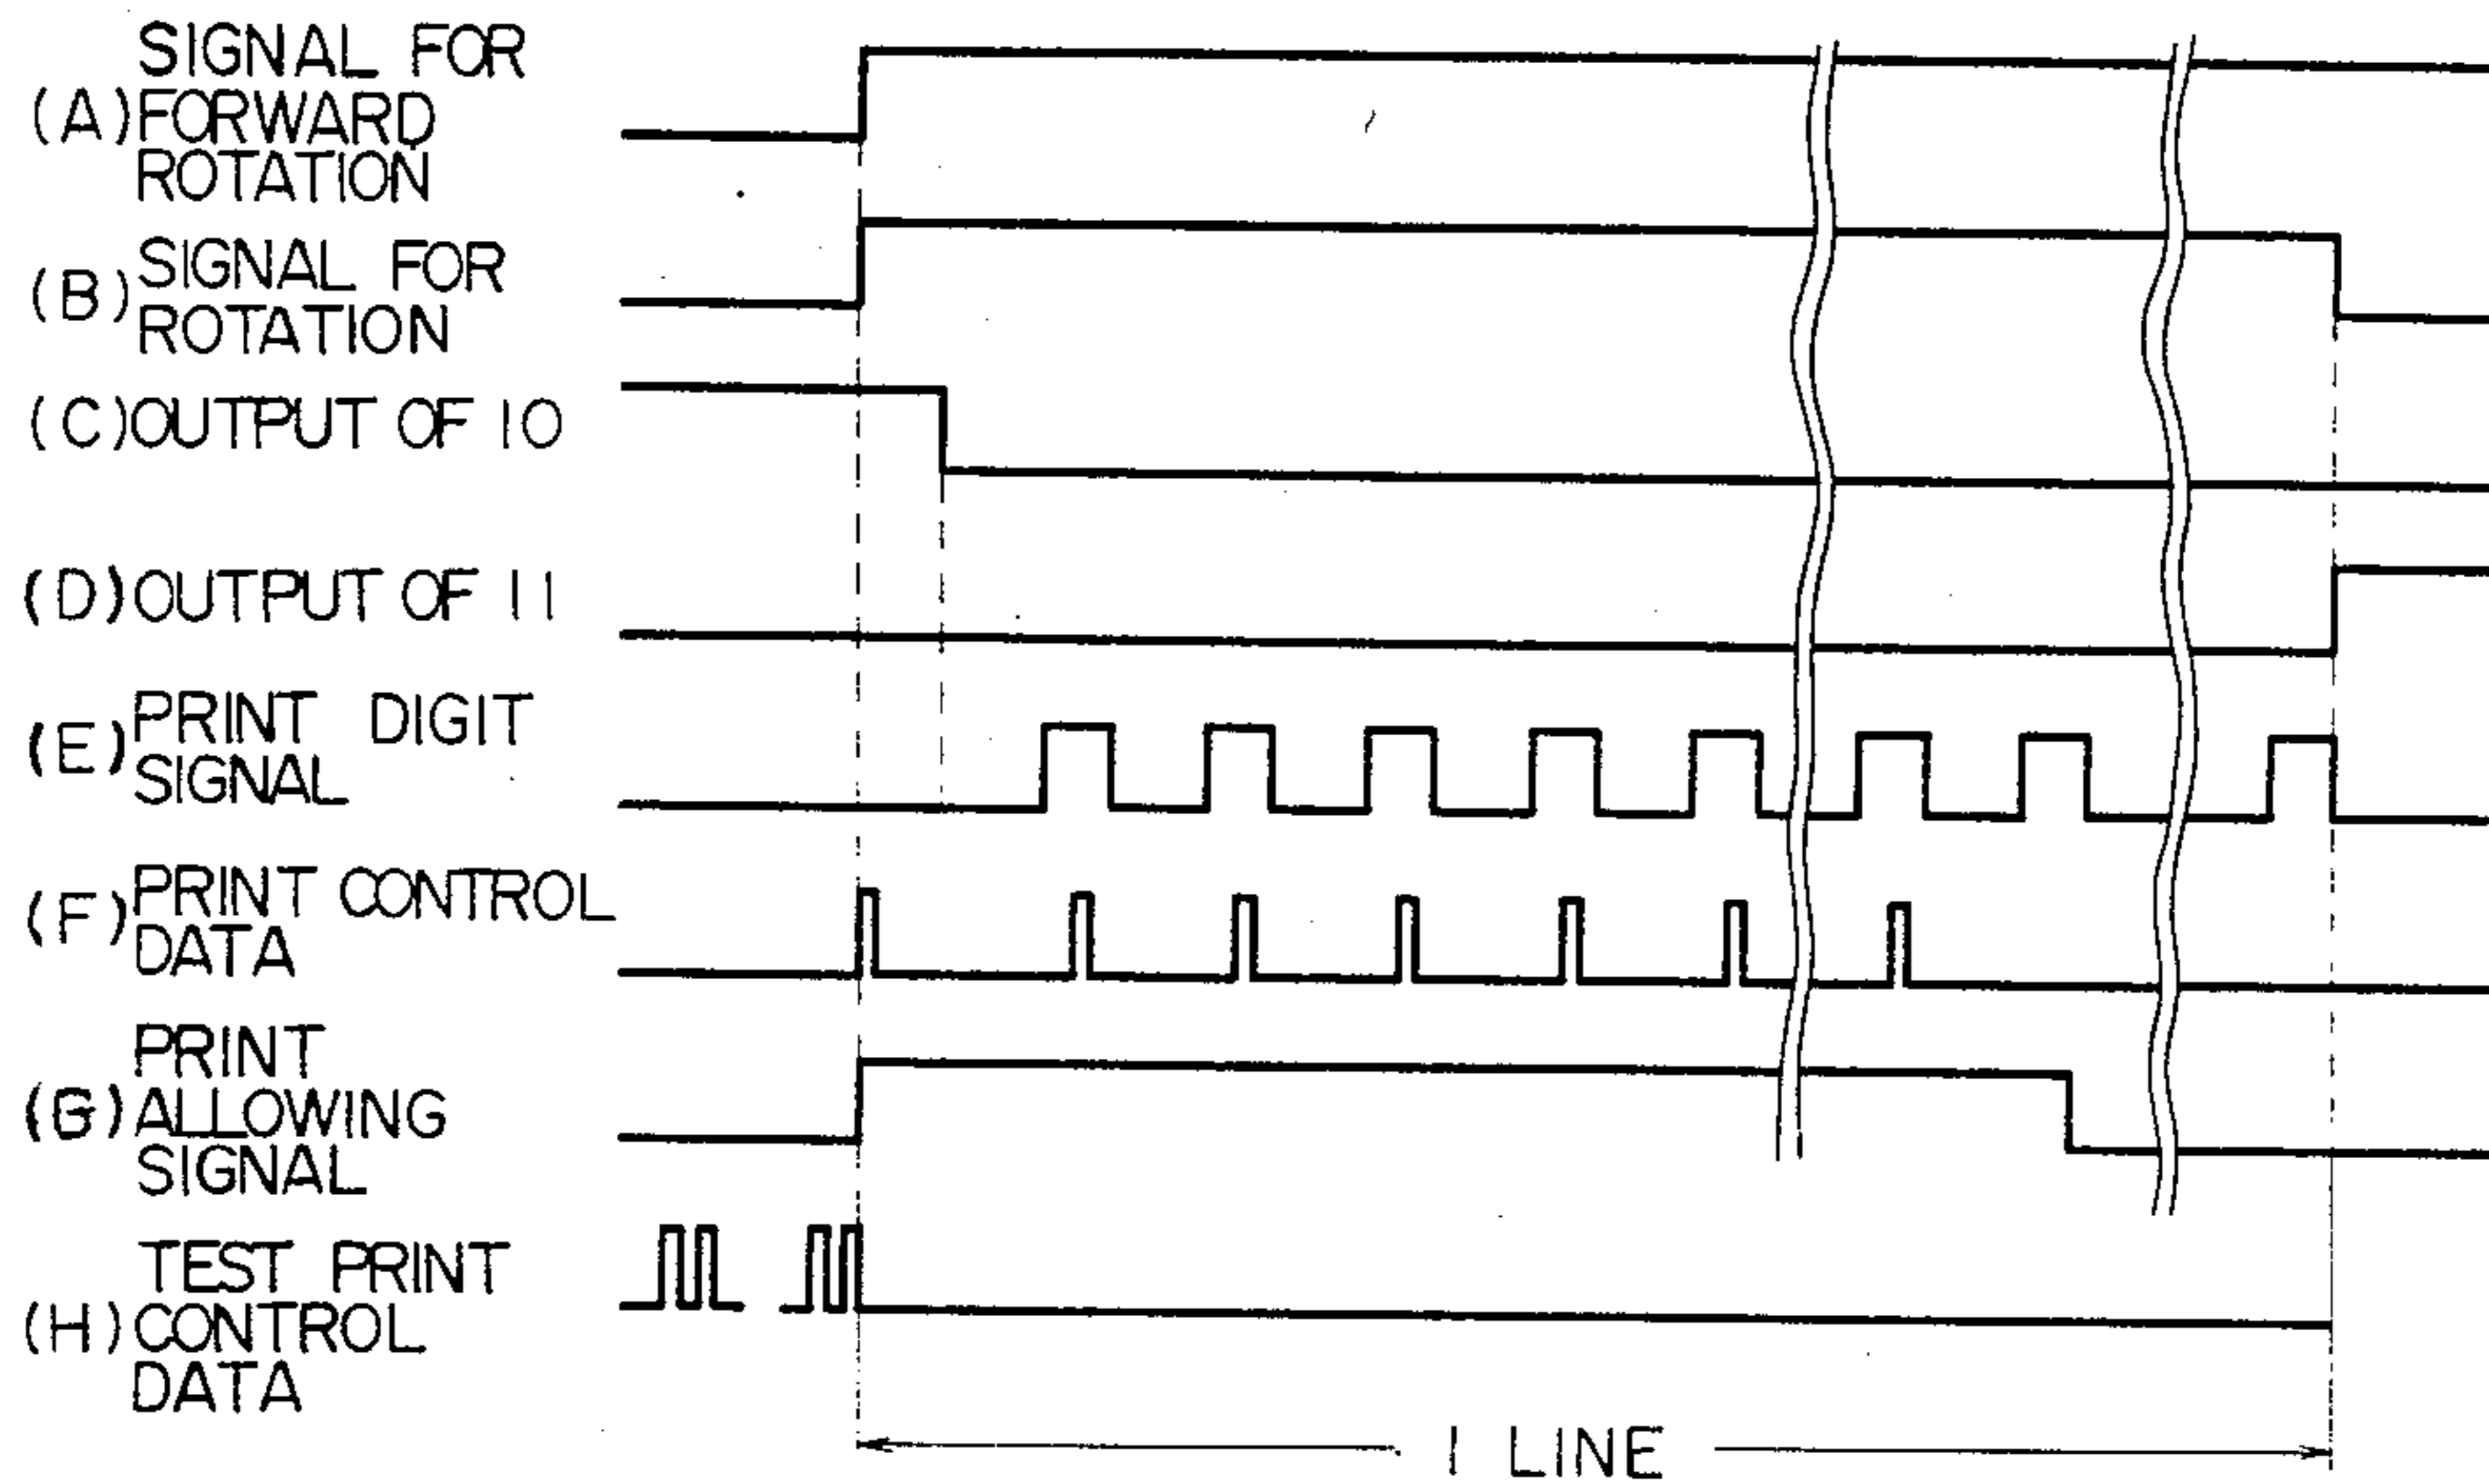 SIGNAL FOR
(A) FORWARD
ROTATION
(B) SIGNAL FOR
ROTATION
(C) OUTPUT OF 10
(D) OUTPUT OF 11
(E) PRINT DIGIT
SIGNAL
(F) PRINT CONTROL
DATA
PRINT
(G) ALLOWING
SIGNAL
TEST PRINT
(H) CONTROL
DATA
1 LINE